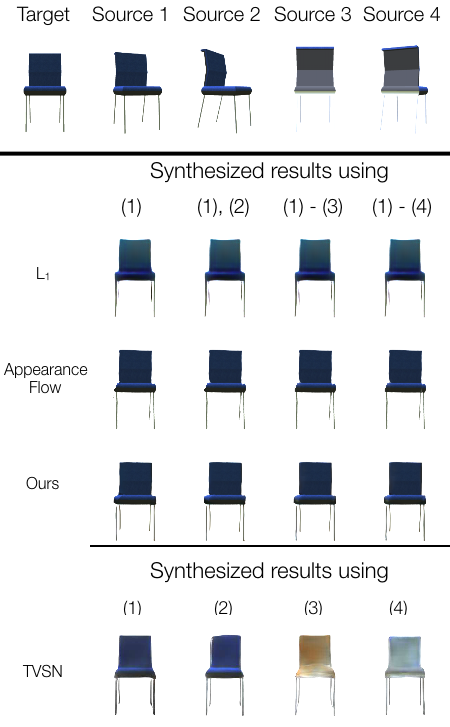 Target Source 1 Source 2 Source 3 Source 4
Synthesized results using
(1) (1), (2) (1) - (3) (1) - (4)
L₁
Appearance
Flow
Ours
Synthesized results using
(1) (2) (3) (4)
TVSN